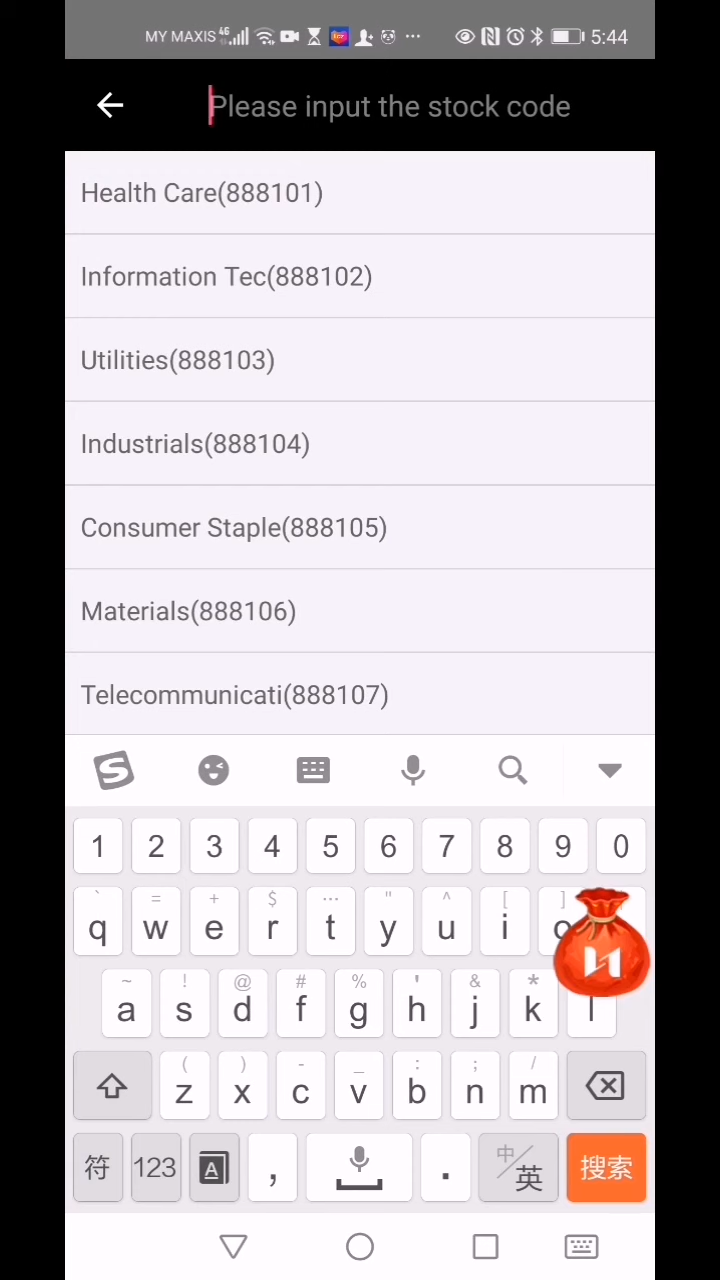 MY MAXIS 4G 5:44
Please input the stock code
Health Care(888101)
Information Tec(888102)
Utilities(888103)
Industrials(888104)
Consumer Staple(888105)
Materials(888106)
Telecommunicati(888107)
1 2 3 4 5 6 7 8 9 0
` = + $ ... " ^ [ ]
q w e r t y u i o
~ ! @ # % ' & *
a s d f g h j k l
( ) - _ : ; /
z x c v b n m
符 123 A , . 中/英 搜索